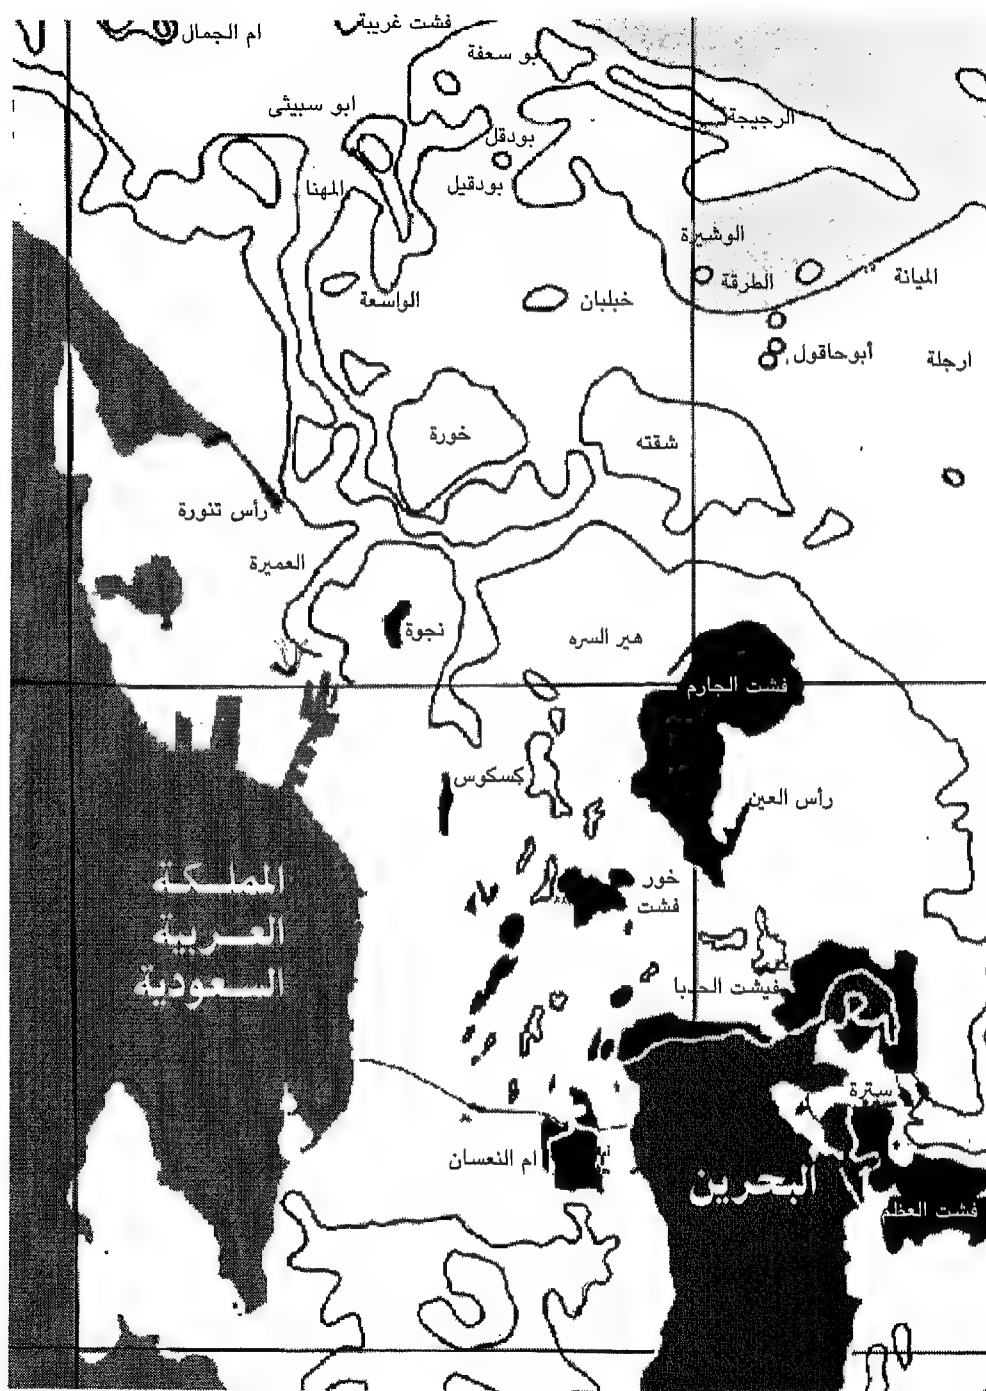 ام الجمال
فشت غريبة
بو سعفة
ابو سبيثى
الرجيجة
بودقل
بودقيل
المهنا
الوشيرة
الميانة
الطرقة
خبلبان
الواسعة
أبوحاقول
ارجلة
خورة
شقته
رأس تنورة
العميرة
نجوة
هير السره
فشت الجارم
كسكوس
رأس العين
خور
فشت
المملكة
العربية
السعودية
فيشت الحدبا
سترة
ام النعسان
البحرين
فشت العظم